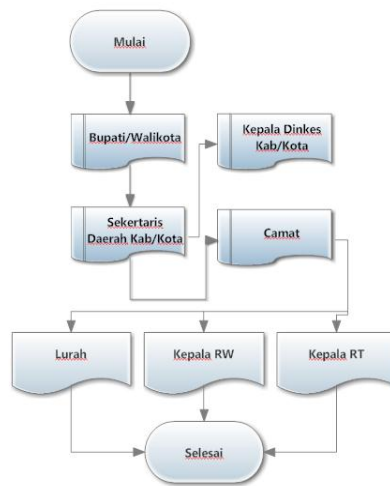 Mulai
Bupati/Walikota
Kepala Dinkes
Kab/Kota
Sekertaris
Daerah Kab/Kota
Camat
Lurah
Kepala RW
Kepala RT
Selesai